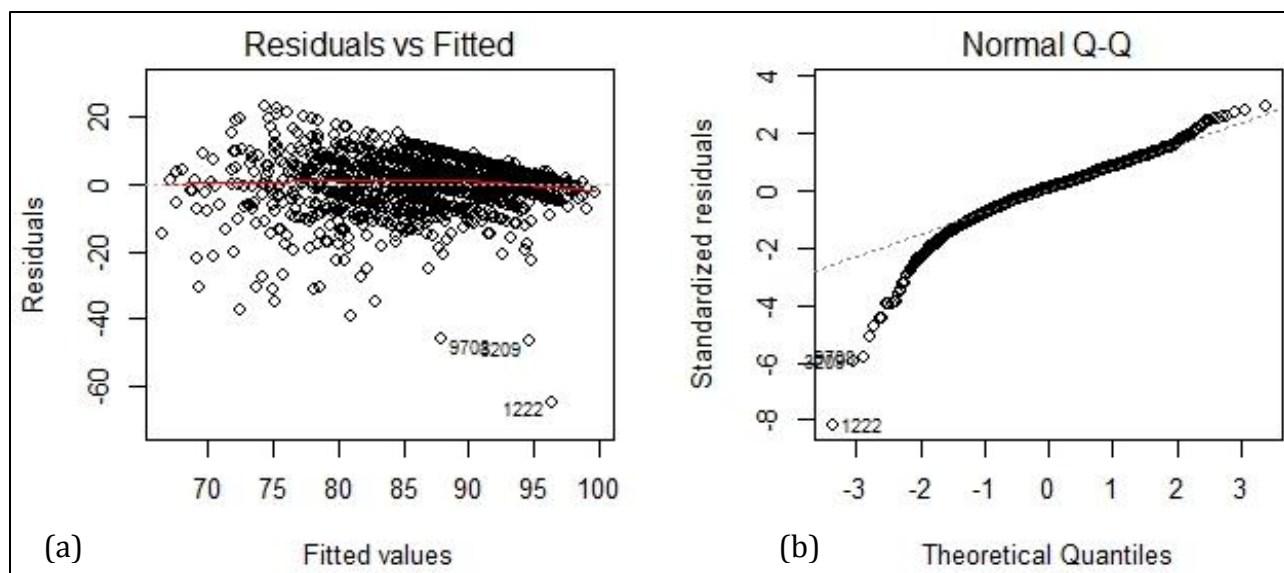 Residuals vs Fitted
Residuals
20
0
-20
-40
-60
9708
3209
1222
70 75 80 85 90 95 100
(a)
Fitted values
Normal Q-Q
Standardized residuals
4
2
0
-2
-4
-6
-8
1222
-3 -2 -1 0 1 2 3
(b)
Theoretical Quantiles